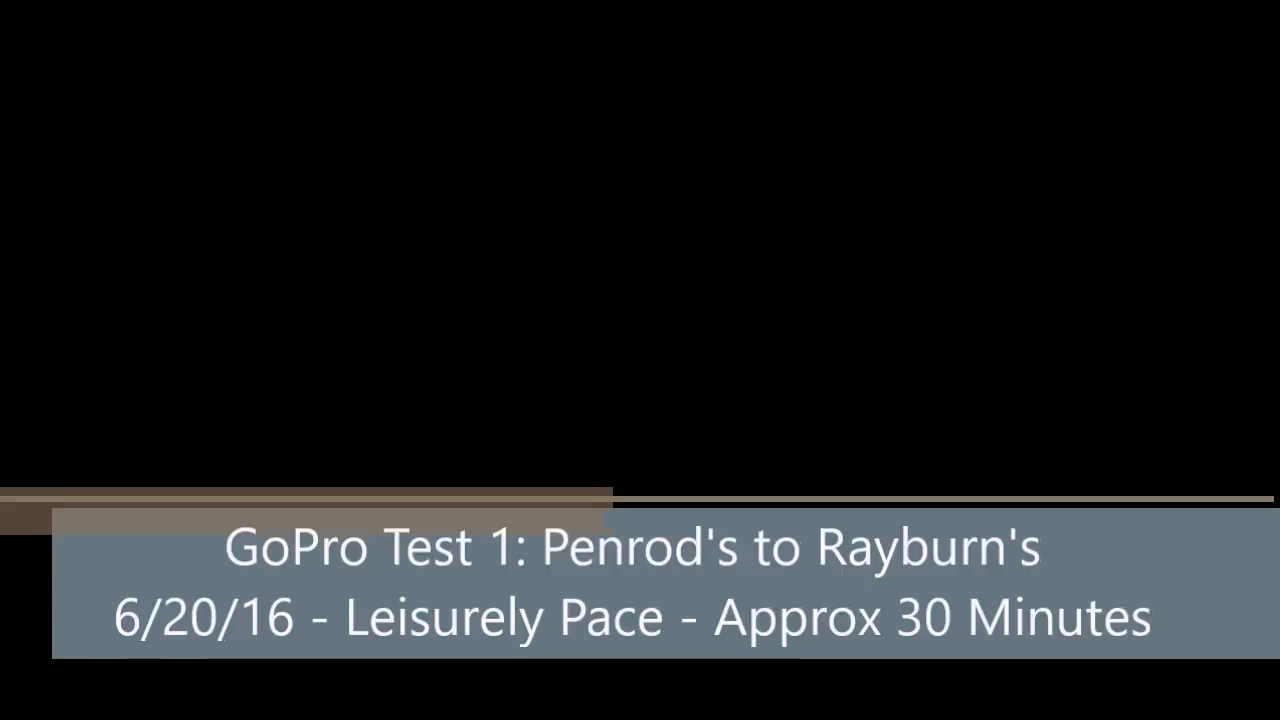 GoPro Test 1: Penrod's to Rayburn's
6/20/16 - Leisurely Pace - Approx 30 Minutes